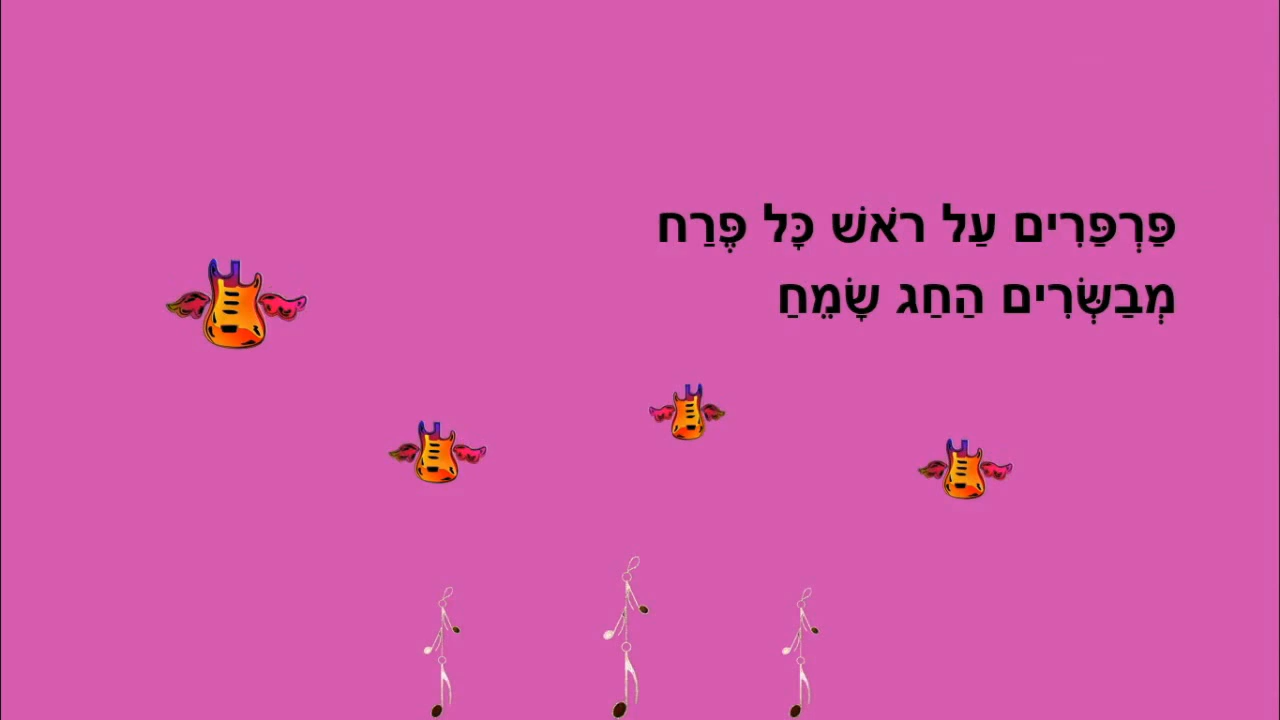 פַּרְפַּרִים עַל רֹאשׁ כָּל פֶּרַח
מְבַשְּׂרִים הַחַג שָׂמֵחַ